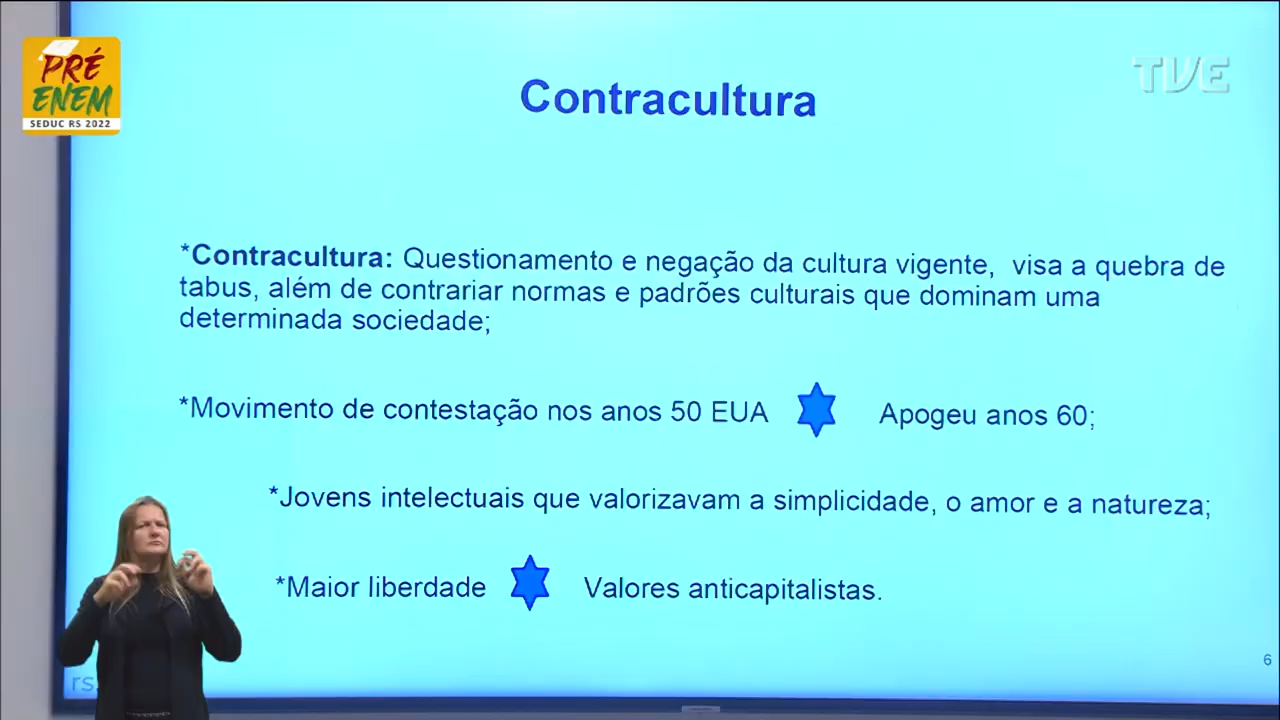 PRÉ
ENEM
SEDUC RS 2022
TVE
Contracultura
*Contracultura: Questionamento e negação da cultura vigente, visa a quebra de
tabus, além de contrariar normas e padrões culturais que dominam uma
determinada sociedade;
*Movimento de contestação nos anos 50 EUA Apogeu anos 60;
*Jovens intelectuais que valorizavam a simplicidade, o amor e a natureza;
*Maior liberdade Valores anticapitalistas.
6
rs.